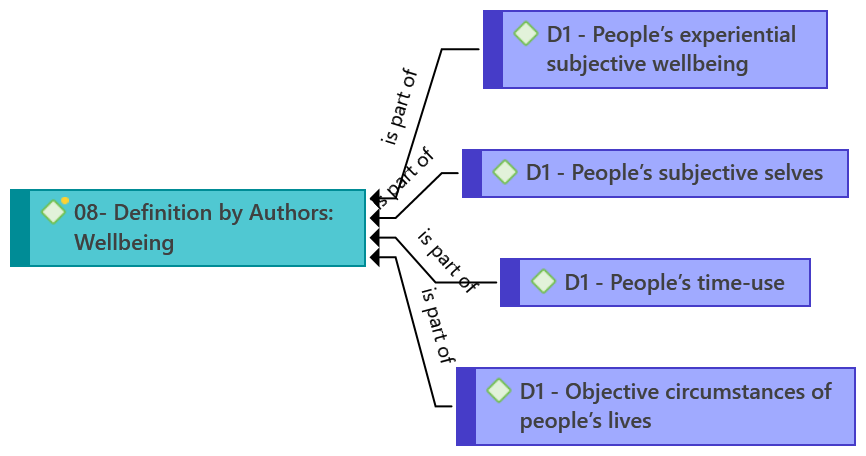 D1 - People’s experiential
subjective wellbeing
is part of
D1 - People’s subjective selves
is part of
08- Definition by Authors:
Wellbeing
is part of
D1 - People’s time-use
is part of
D1 - Objective circumstances of
people’s lives